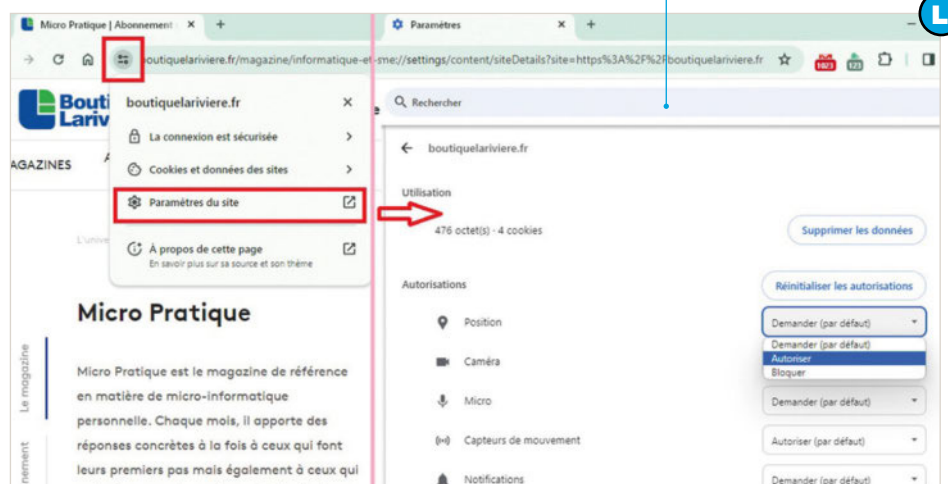 Micro Pratique | Abonnement
boutiquelariviere.fr/magazine/informatique-et-
Bouti
Lariv
AGAZINES
boutiquelariviere.fr
La connexion est sécurisée
Cookies et données des sites
Paramètres du site
À propos de cette page
En savoir plus sur sa source et son thème
L'unive
Micro Pratique
Le magazine
nement
Micro Pratique est le magazine de référence
en matière de micro-informatique
personnelle. Chaque mois, il apporte des
réponses concrètes à la fois à ceux qui font
leurs premiers pas mais également à ceux qui
L
Paramètres
me://settings/content/siteDetails?site=https%3A%2F%2Fboutiquelariviere.fr
1023
123
Rechercher
boutiquelariviere.fr
Utilisation
476 octet(s) · 4 cookies
Supprimer les données
Autorisations
Réinitialiser les autorisations
Position
Demander (par défaut)
Demander (par défaut)
Autoriser
Bloquer
Caméra
Micro
Demander (par défaut)
Capteurs de mouvement
Autoriser (par défaut)
Notifications
Demander (par défaut)